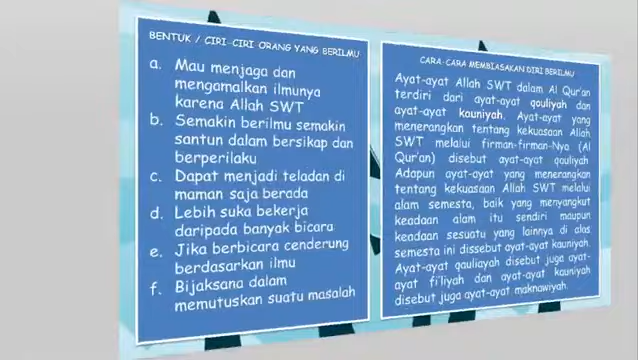 BENTUK / CIRI-CIRI ORANG YANG BERILMU
a. Mau menjaga dan
mengamalkan ilmunya
karena Allah SWT
b. Semakin berilmu semakin
santun dalam bersikap dan
berperilaku
c. Dapat menjadi teladan di
maman saja berada
d. Lebih suka bekerja
daripada banyak bicara
e. Jika berbicara cenderung
berdasarkan ilmu
f. Bijaksana dalam
memutuskan suatu masalah
CARA-CARA MEMBIASAKAN DIRI BERILMU
Ayat-ayat Allah SWT dalam Al Qur'an
terdiri dari ayat-ayat qauliyah dan
ayat-ayat kauniyah. Ayat-ayat yang
menerangkan tentang kekuasaan Allah
SWT melalui firman-firman-Nya (Al
Qur'an) disebut ayat-ayat qauliyah
Adapun ayat-ayat yang menerangkan
tentang kekuasaan Allah SWT melalui
alam semesta, baik yang menyangkut
keadaan alam itu sendiri maupun
keadaan sesuatu yang lainnya di alas
semesta ini dissebut ayat-ayat kauniyah.
Ayat-ayat qauliayah disebut juga ayat-
ayat fi'liyah dan ayat-ayat kauniyah
disebut juga ayat-ayat maknawiyah.